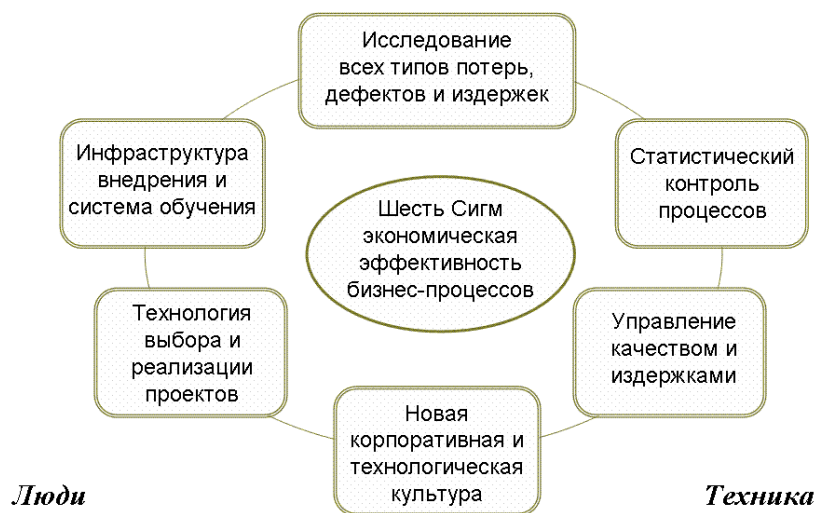 Исследование
всех типов потерь,
дефектов и издержек
Инфраструктура
внедрения и
система обучения
Статистический
контроль
процессов
Шесть Сигм
экономическая
эффективность
бизнес-процессов
Технология
выбора и
реализации
проектов
Управление
качеством и
издержками
Новая
корпоративная и
технологическая
культура
Люди
Техника